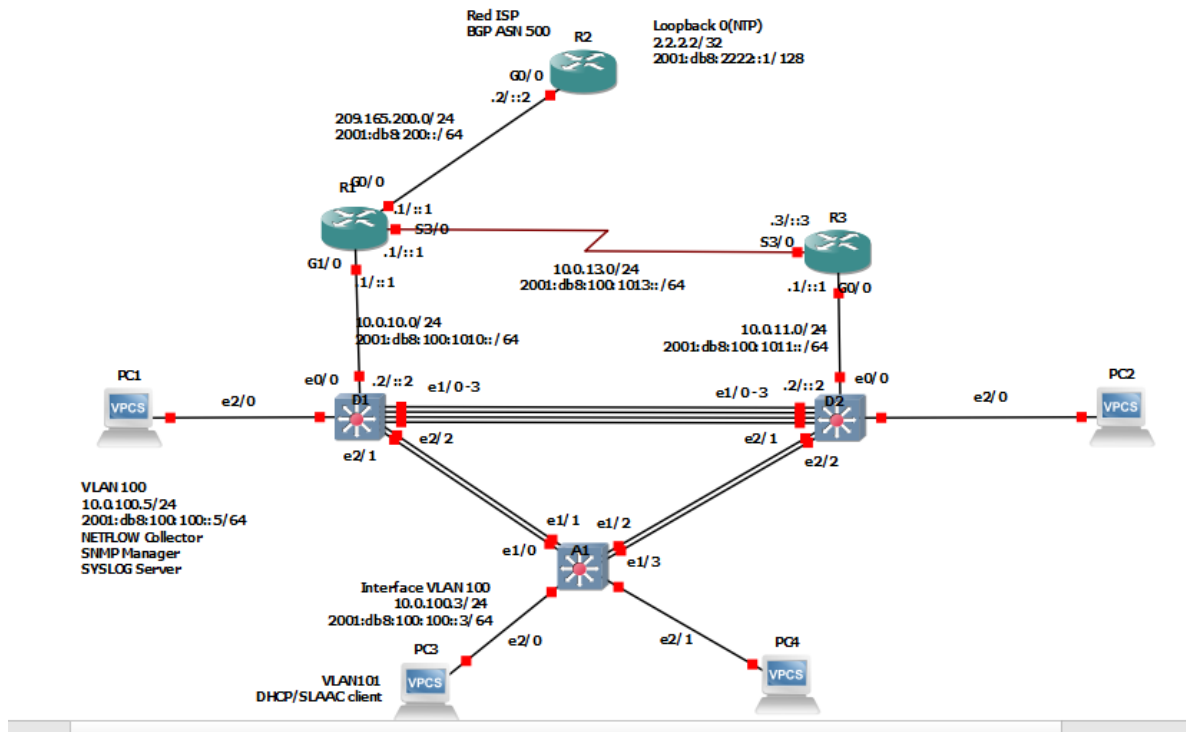 Red ISP
BGP ASN 500
R2
Loopback 0(NTP)
2.2.2.2/32
2001:db8:2222::1/128
G0/0
.2/::2
209.165.200.0/24
2001:db8:200::/64
R1
G0/0
.1/::1
S3/0
.1/::1
G1/0
.1/::1
.3/::3
R3
S3/0
10.0.13.0/24
2001:db8:100:1013::/64
.1/::1
G0/0
10.0.10.0/24
2001:db8:100:1010::/64
10.0.11.0/24
2001:db8:100:1011::/64
PC1
VPCS
e2/0
e0/0
.2/::2
D1
e1/0-3
e1/0-3
.2/::2
D2
e0/0
e2/0
PC2
VPCS
e2/2
e2/1
e2/1
e2/2
VLAN 100
10.0.100.5/24
2001:db8:100:100::5/64
NETFLOW Collector
SNMP Manager
SYSLOG Server
e1/1
e1/2
e1/0
A1
e1/3
Interface VLAN 100
10.0.100.3/24
2001:db8:100:100::3/64
e2/0
e2/1
PC3
VPCS
VLAN101
DHCP/SLAAC client
PC4
VPCS